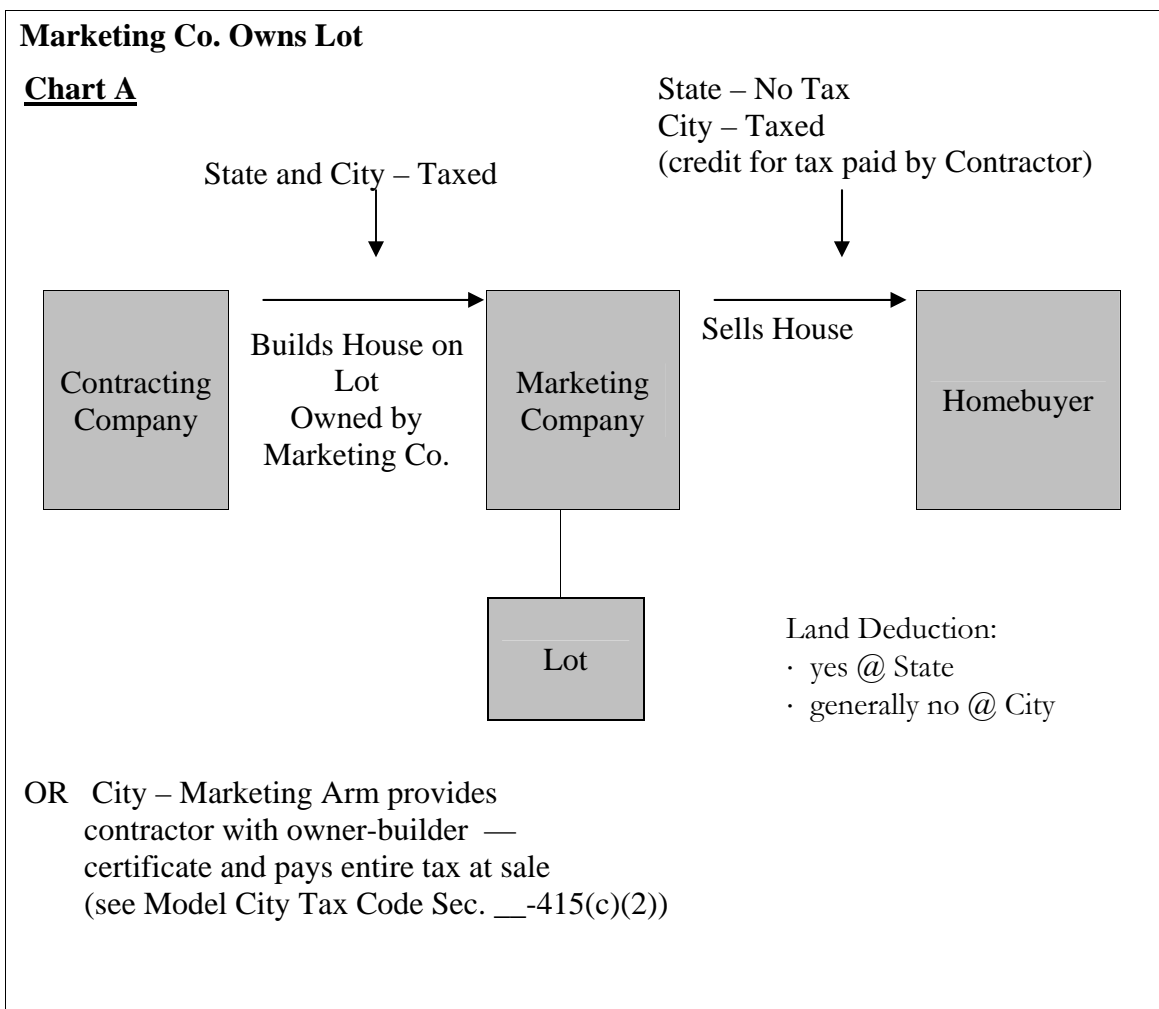 Marketing Co. Owns Lot
Chart A
State – No Tax
City – Taxed
(credit for tax paid by Contractor)
State and City – Taxed
Contracting
Company
Builds House on
Lot
Owned by
Marketing Co.
Marketing
Company
Sells House
Homebuyer
Lot
Land Deduction:
· yes @ State
· generally no @ City
OR City – Marketing Arm provides
contractor with owner-builder —
certificate and pays entire tax at sale
(see Model City Tax Code Sec. __-415(c)(2))